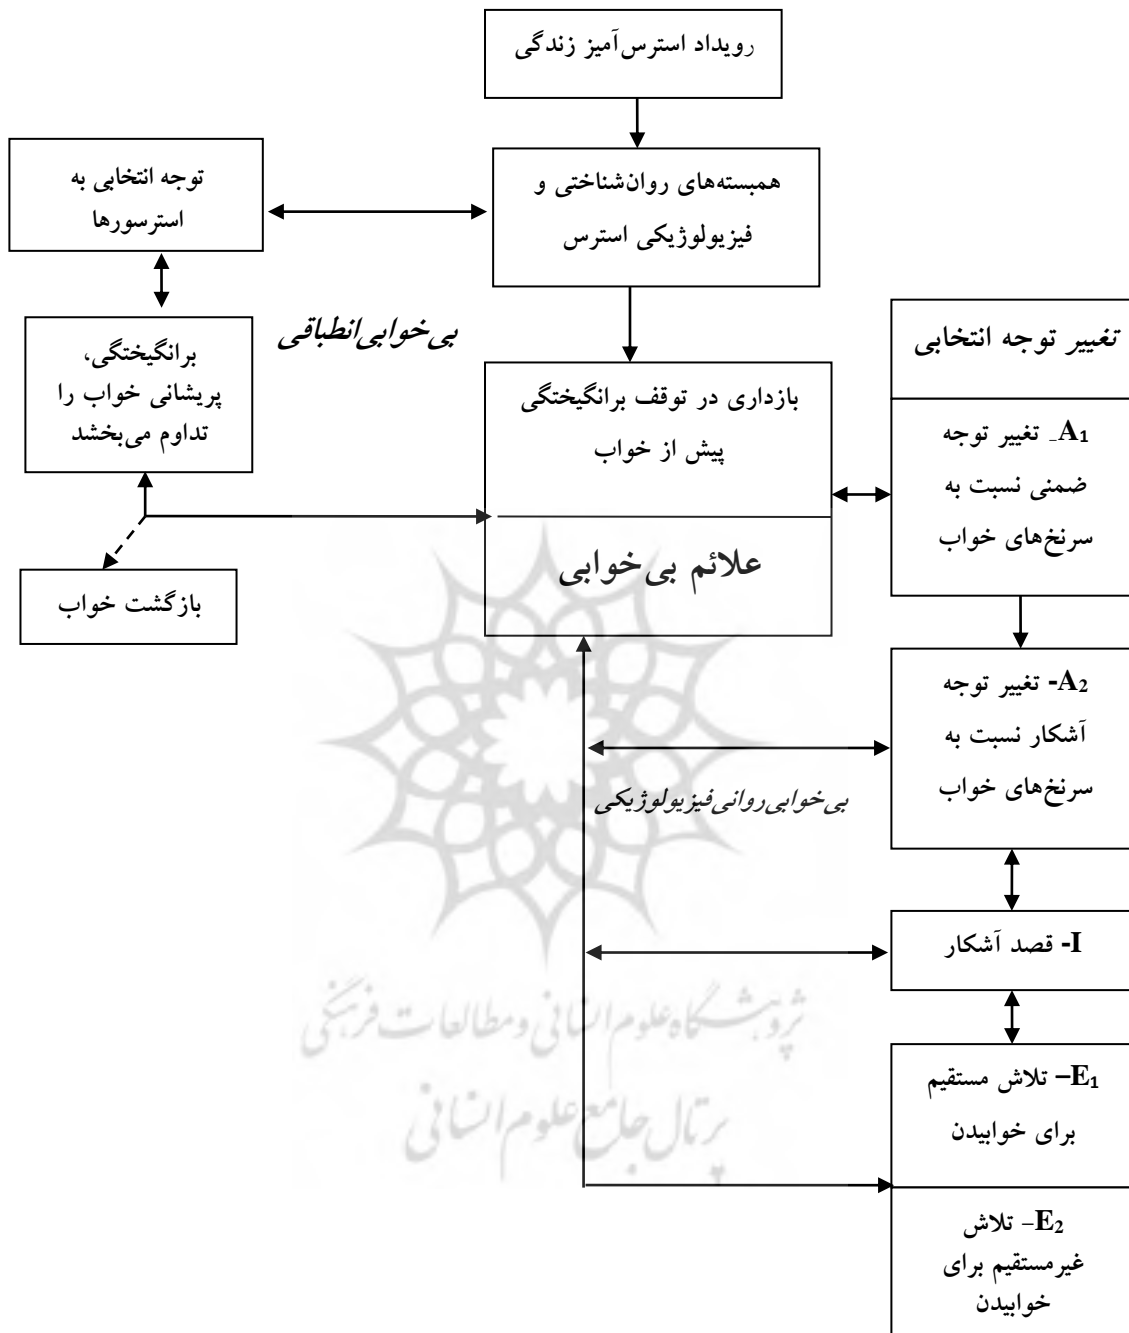 رویداد استرس‌آمیز زندگی
همبسته‌های روان‌شناختی و
فیزیولوژیکی استرس
توجه انتخابی به
استرسورها
بی‌خوابی انطباقی
برانگیختگی،
پریشانی خواب را
تداوم می‌بخشد
بازگشت خواب
بازداری در توقف برانگیختگی
پیش از خواب
علائم بی‌خوابی
تغییر توجه انتخابی
A1- تغییر توجه
ضمنی نسبت به
سرنخ‌های خواب
A2- تغییر توجه
آشکار نسبت به
سرنخ‌های خواب
بی‌خوابی روانی فیزیولوژیکی
I- قصد آشکار
E1– تلاش مستقیم
برای خوابیدن
E2– تلاش
غیرمستقیم برای
خوابیدن
پژوهشگاه علوم انسانی و مطالعات فرهنگی
پرتال جامع علوم انسانی